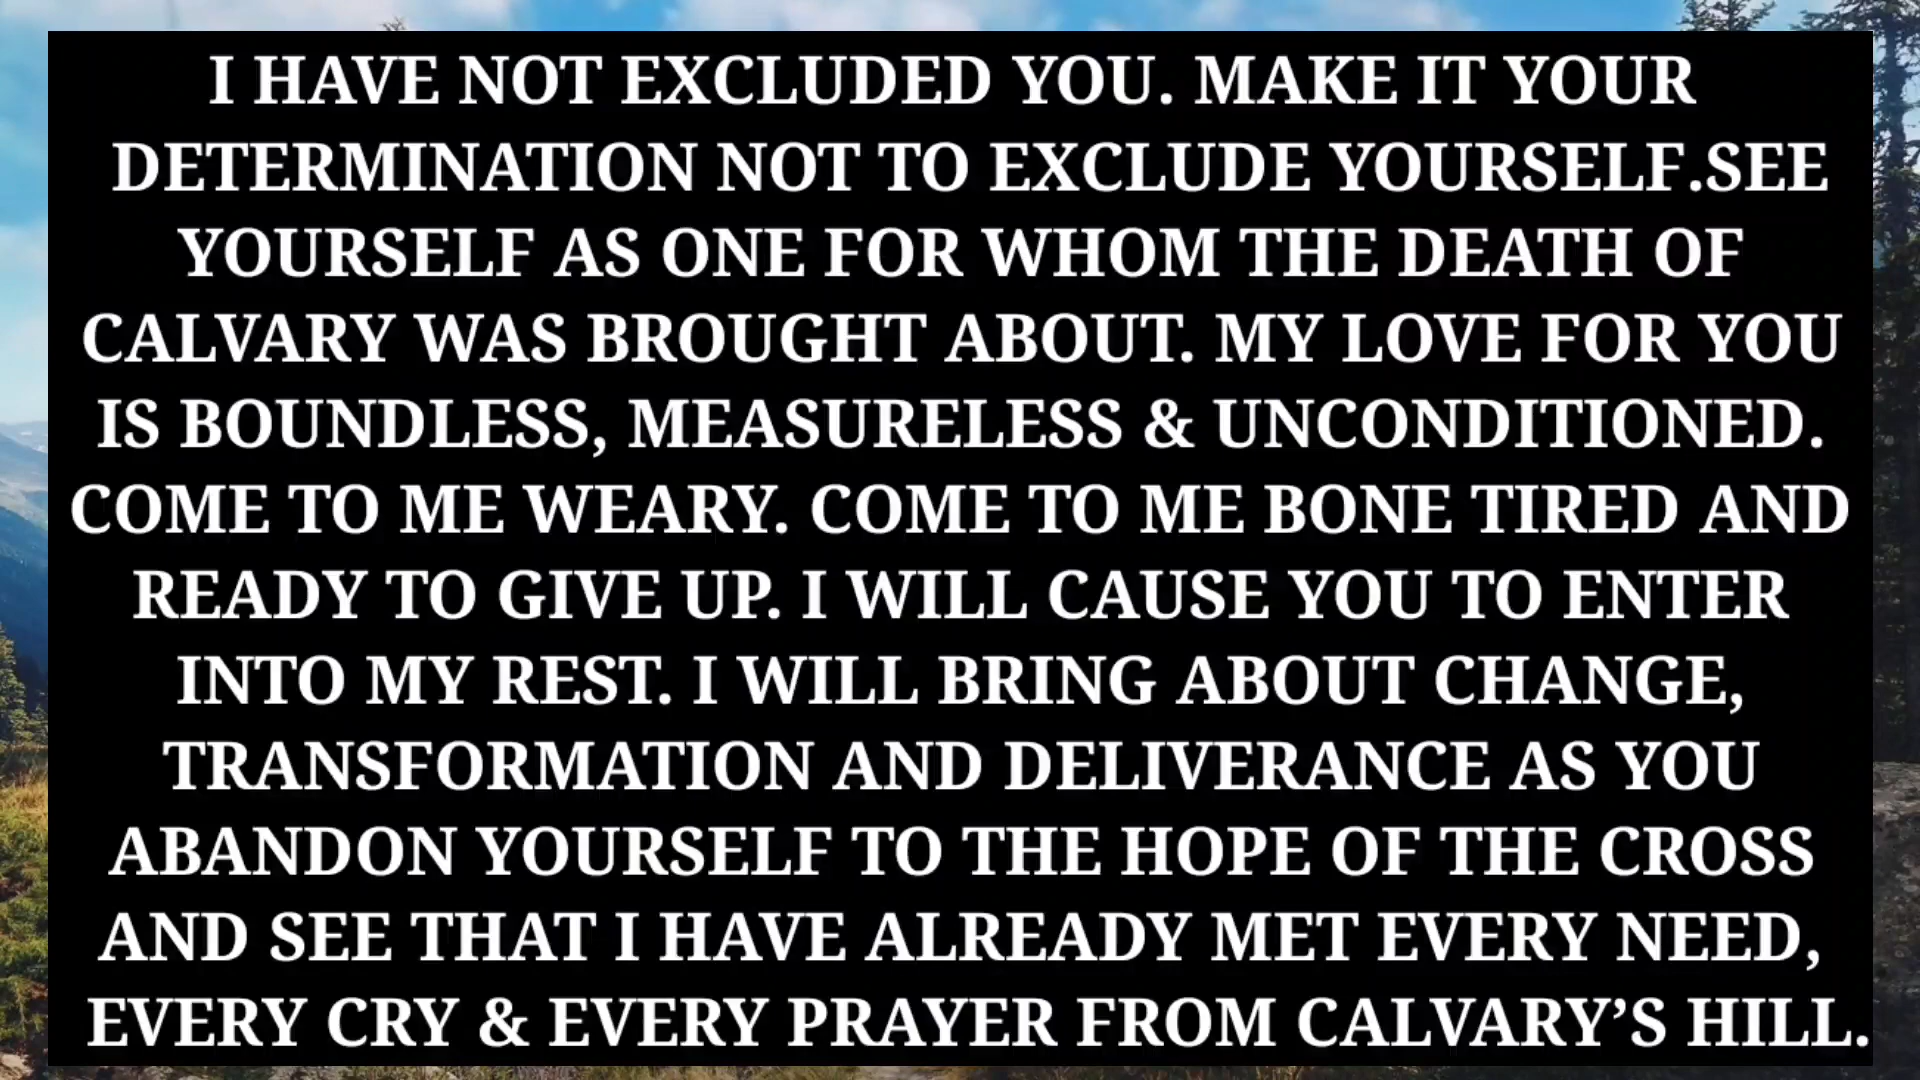 I HAVE NOT EXCLUDED YOU. MAKE IT YOUR
DETERMINATION NOT TO EXCLUDE YOURSELF.SEE
YOURSELF AS ONE FOR WHOM THE DEATH OF
CALVARY WAS BROUGHT ABOUT. MY LOVE FOR YOU
IS BOUNDLESS, MEASURELESS & UNCONDITIONED.
COME TO ME WEARY. COME TO ME BONE TIRED AND
READY TO GIVE UP. I WILL CAUSE YOU TO ENTER
INTO MY REST. I WILL BRING ABOUT CHANGE,
TRANSFORMATION AND DELIVERANCE AS YOU
ABANDON YOURSELF TO THE HOPE OF THE CROSS
AND SEE THAT I HAVE ALREADY MET EVERY NEED,
EVERY CRY & EVERY PRAYER FROM CALVARY’S HILL.